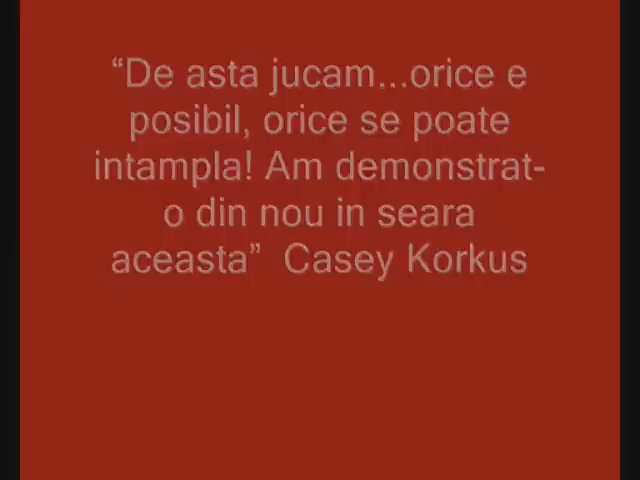 “De asta jucam...orice e
posibil, orice se poate
intampla! Am demonstrat-
o din nou in seara
aceasta”  Casey Korkus